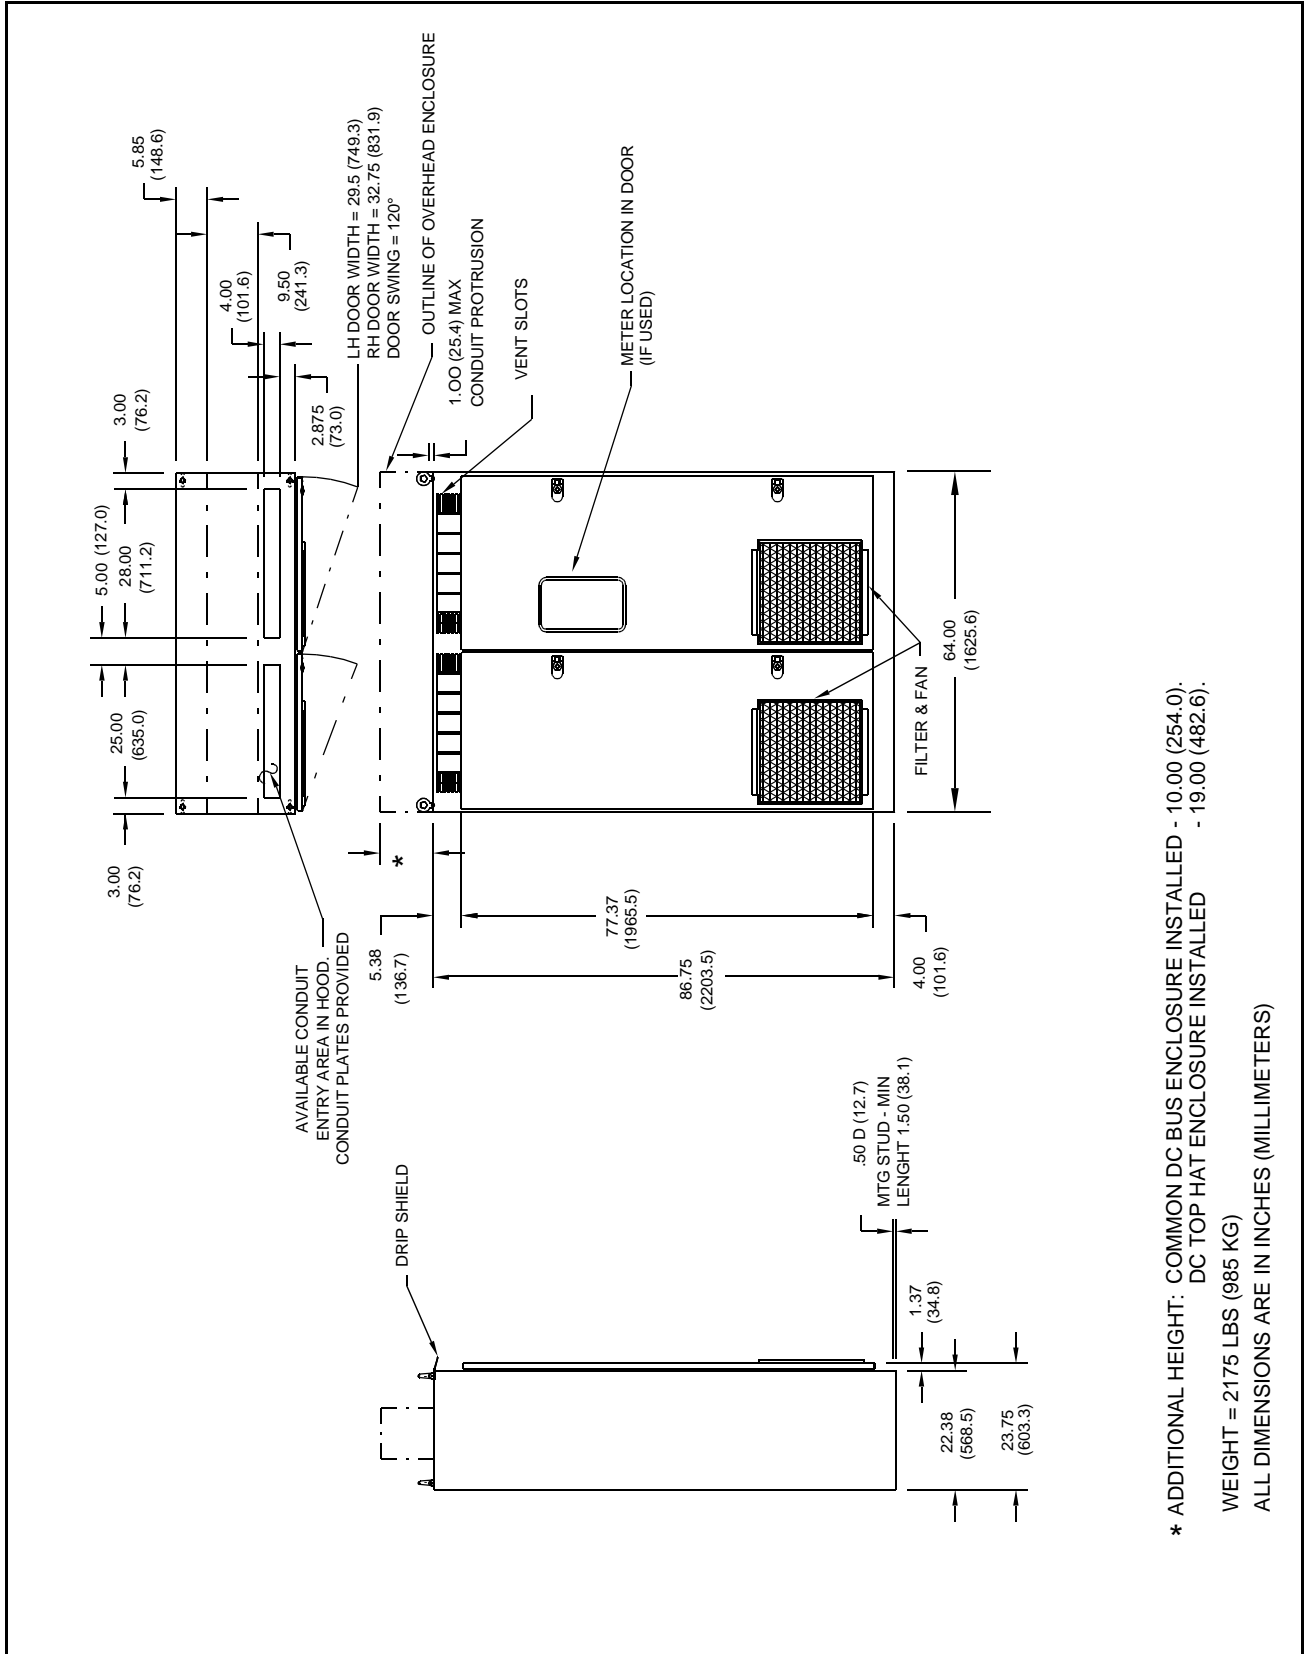 5.85
(148.6)
4.00
(101.6)
9.50
(241.3)
3.00
(76.2)
2.875
(73.0)
5.00 (127.0)
28.00
(711.2)
25.00
(635.0)
3.00
(76.2)
LH DOOR WIDTH = 29.5 (749.3)
RH DOOR WIDTH = 32.75 (831.9)
DOOR SWING = 120°
OUTLINE OF OVERHEAD ENCLOSURE
1.OO (25.4) MAX
CONDUIT PROTRUSION
VENT SLOTS
METER LOCATION IN DOOR
(IF USED)
AVAILABLE CONDUIT
ENTRY AREA IN HOOD.
CONDUIT PLATES PROVIDED
*
5.38
(136.7)
77.37
(1965.5)
86.75
(2203.5)
4.00
(101.6)
FILTER & FAN
64.00
(1625.6)
DRIP SHIELD
.50 D (12.7)
MTG STUD - MIN
LENGHT 1.50 (38.1)
1.37
(34.8)
22.38
(568.5)
23.75
(603.3)
* ADDITIONAL HEIGHT: COMMON DC BUS ENCLOSURE INSTALLED - 10.00 (254.0).
DC TOP HAT ENCLOSURE INSTALLED - 19.00 (482.6).
WEIGHT = 2175 LBS (985 KG)
ALL DIMENSIONS ARE IN INCHES (MILLIMETERS)